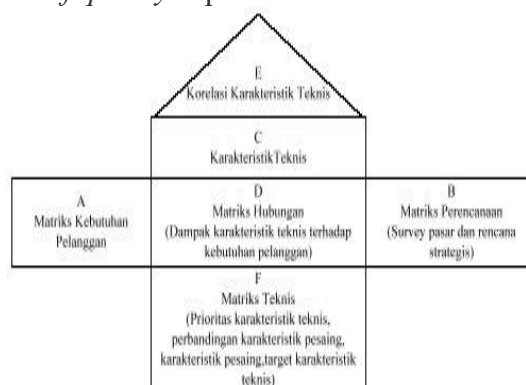 E
Korelasi Karakteristik Teknis
C
KarakteristikTeknis
A
Matriks Kebutuhan
Pelanggan
D
Matriks Hubungan
(Dampak karakteristik teknis terhadap
kebutuhan pelanggan)
B
Matriks Perencanaan
(Survey pasar dan rencana
strategis)
F
Matriks Teknis
(Prioritas karakteristik teknis,
perbandingan karakteristik pesaing,
karakteristik pesaing,target karakteristik
teknis)